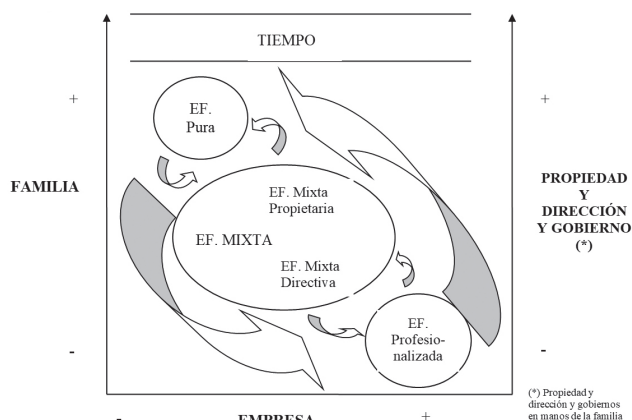 TIEMPO
+
+
EF.
Pura
FAMILIA
EF. Mixta
Propietaria
EF. MIXTA
EF. Mixta
Directiva
PROPIEDAD
Y
DIRECCIÓN
Y GOBIERNO
(*)
EF.
Profesio-
nalizada
-
-
(*) Propiedad y
dirección y gobiernos
en manos de la familia
-
EMPRESA
+